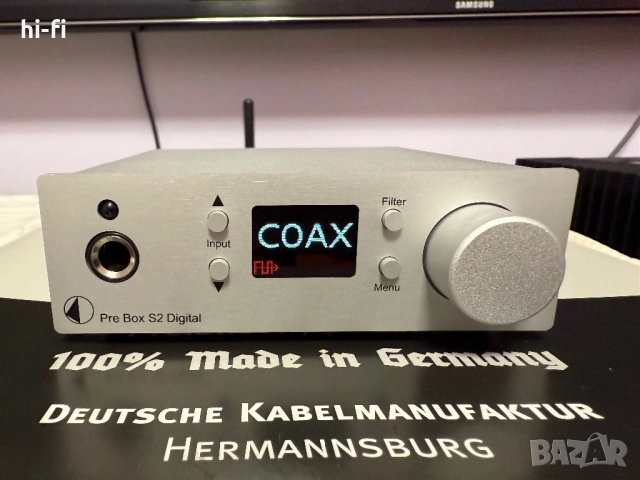 hi-fi
SAMSUNG
Filter
Input
COAX
Menu
Pre Box S2 Digital
100% Made in Germany
DEUTSCHE KABELMANUFAKTUR
HERMANNSBURG
BAZAR